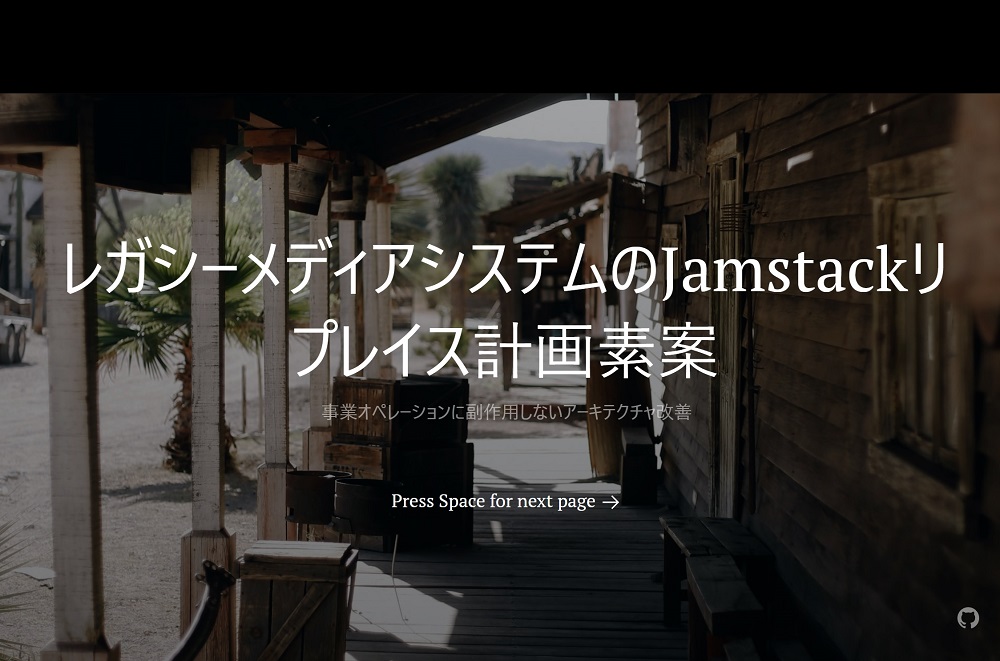 レガシーメディアシステムのJamstackリ
プレイス計画素案
事業オペレーションに副作用しないアーキテクチャ改善
Press Space for next page →